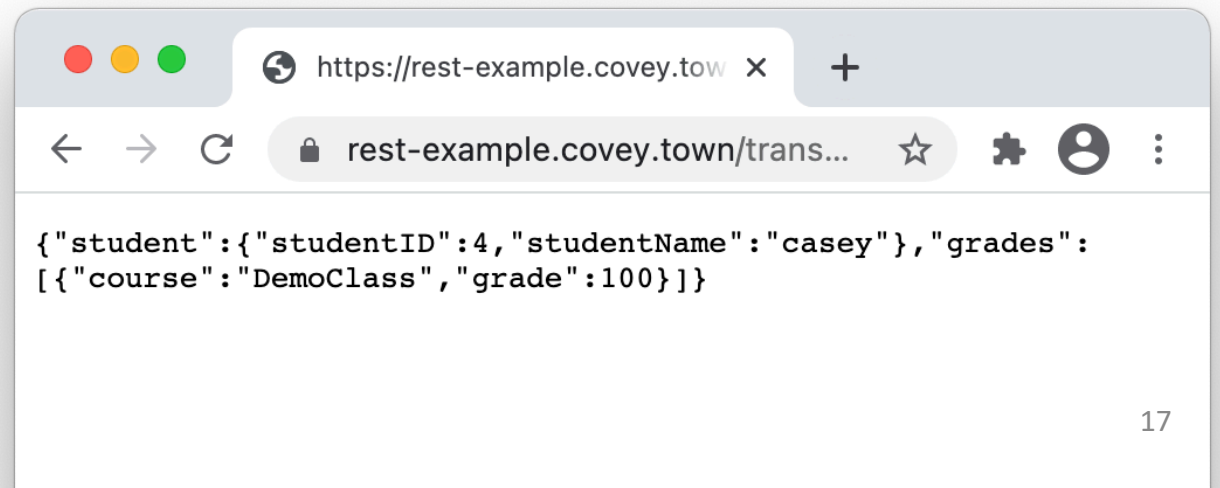 https://rest-example.covey.tow
rest-example.covey.town/trans...
{"student":{"studentID":4,"studentName":"casey"},"grades":
[{"course":"DemoClass","grade":100}]}
17